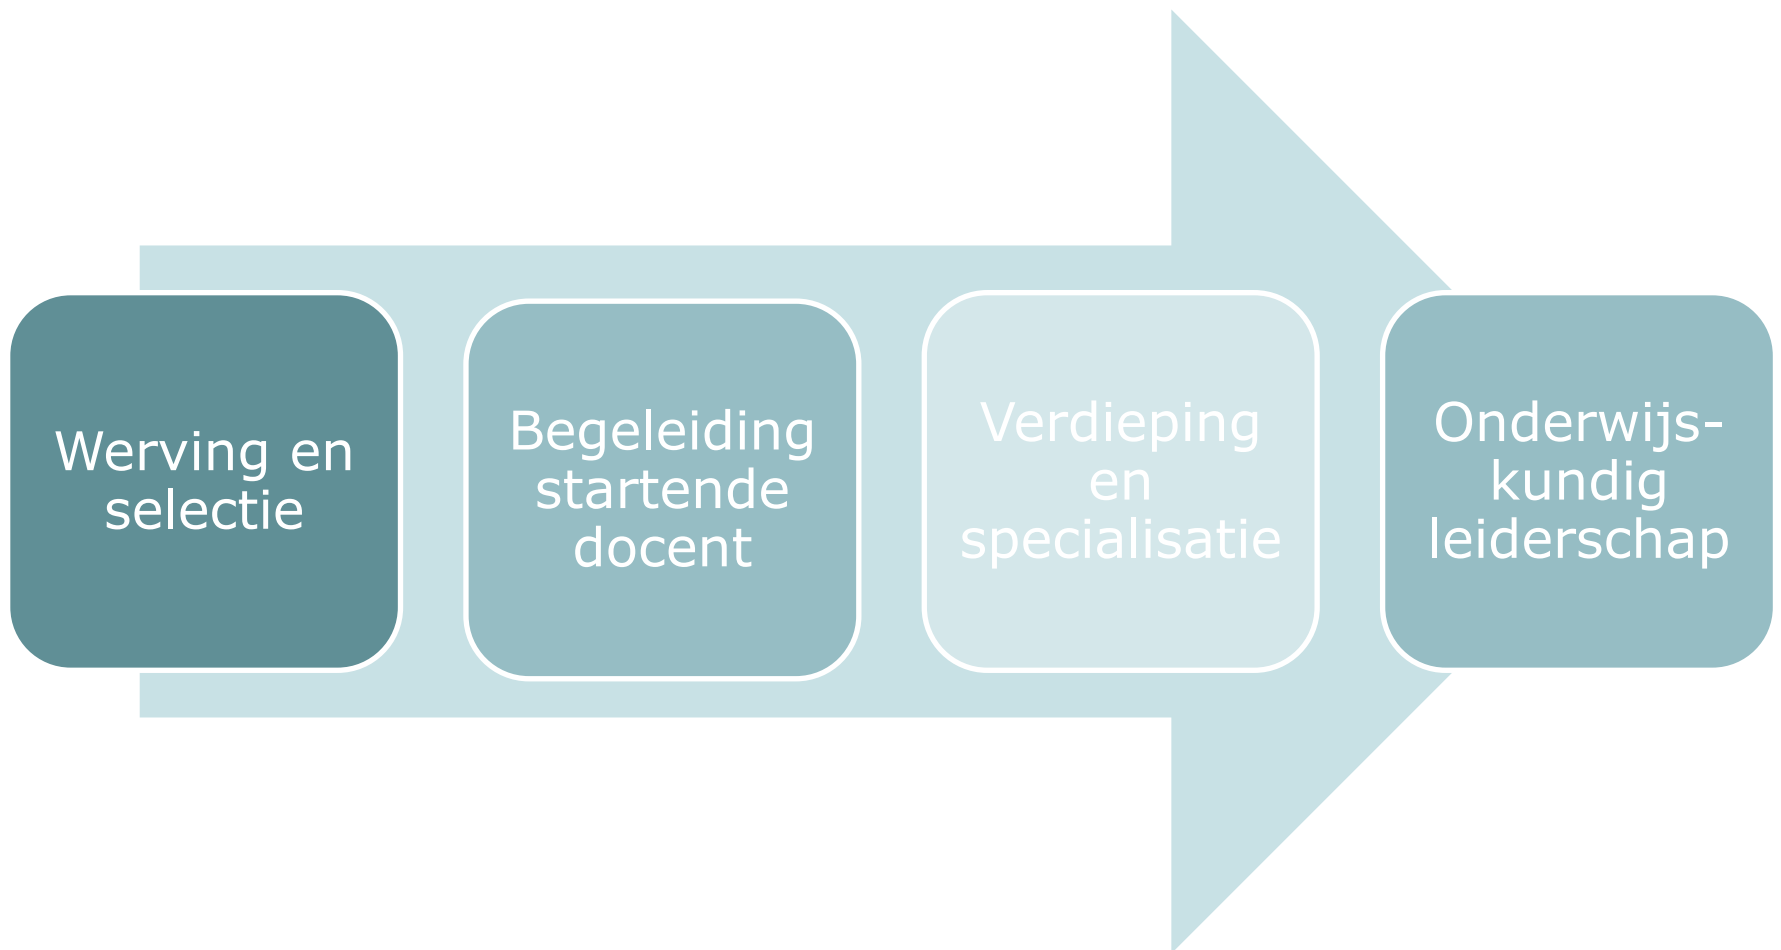 Werving en
selectie
Begeleiding
startende
docent
Verdieping
en
specialisatie
Onderwijs-
kundig
leiderschap